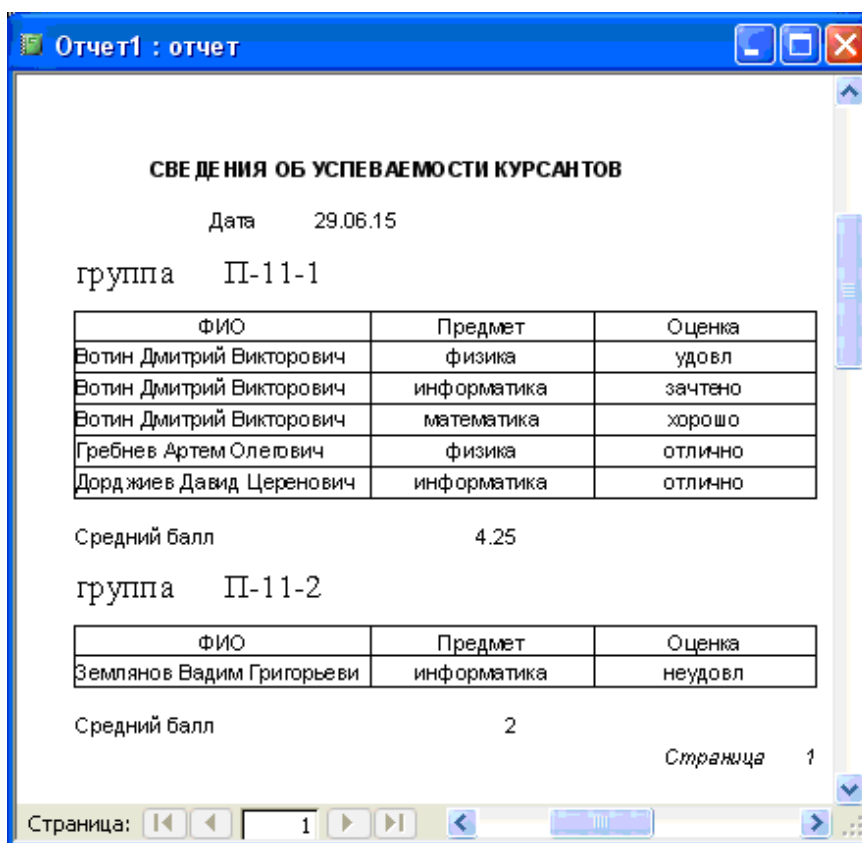 Отчет1 : отчет
СВЕДЕНИЯ ОБ УСПЕВАЕМОСТИ КУРСАНТОВ
Дата 29.06.15
группа П-11-1
ФИО Предмет Оценка
Вотин Дмитрий Викторович физика удовл
Вотин Дмитрий Викторович информатика зачтено
Вотин Дмитрий Викторович математика хорошо
Гребнев Артем Олегович физика отлично
Дорджиев Давид Церенович информатика отлично
Средний балл 4.25
группа П-11-2
ФИО Предмет Оценка
Землянов Вадим Григорьеви информатика неудовл
Средний балл 2
Страница 1
Страница: 1